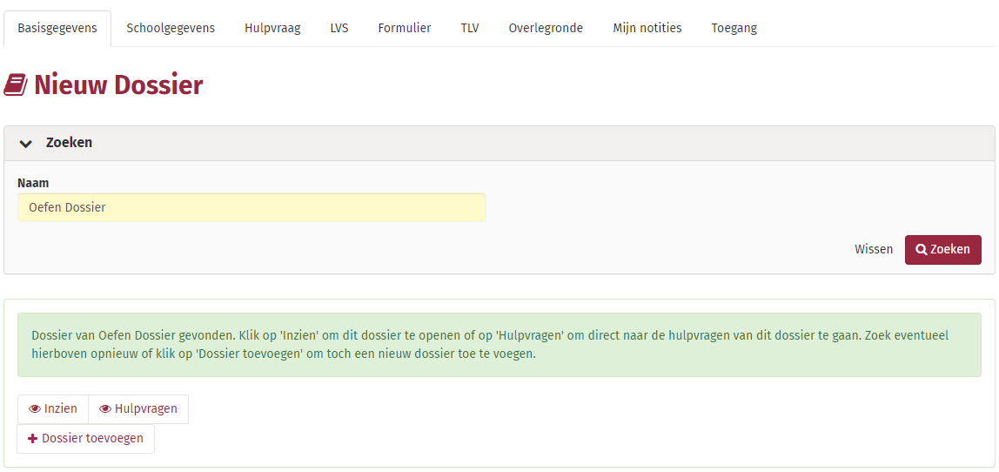 Basisgegevens Schoolgegevens Hulpvraag LVS Formulier TLV Overlegronde Mijn notities Toegang
Nieuw Dossier
Zoeken
Naam
Oefen Dossier
Wissen Zoeken
Dossier van Oefen Dossier gevonden. Klik op 'Inzien' om dit dossier te openen of op 'Hulpvragen' om direct naar de hulpvragen van dit dossier te gaan. Zoek eventueel
hierboven opnieuw of klik op 'Dossier toevoegen' om toch een nieuw dossier toe te voegen.
Inzien Hulpvragen
Dossier toevoegen